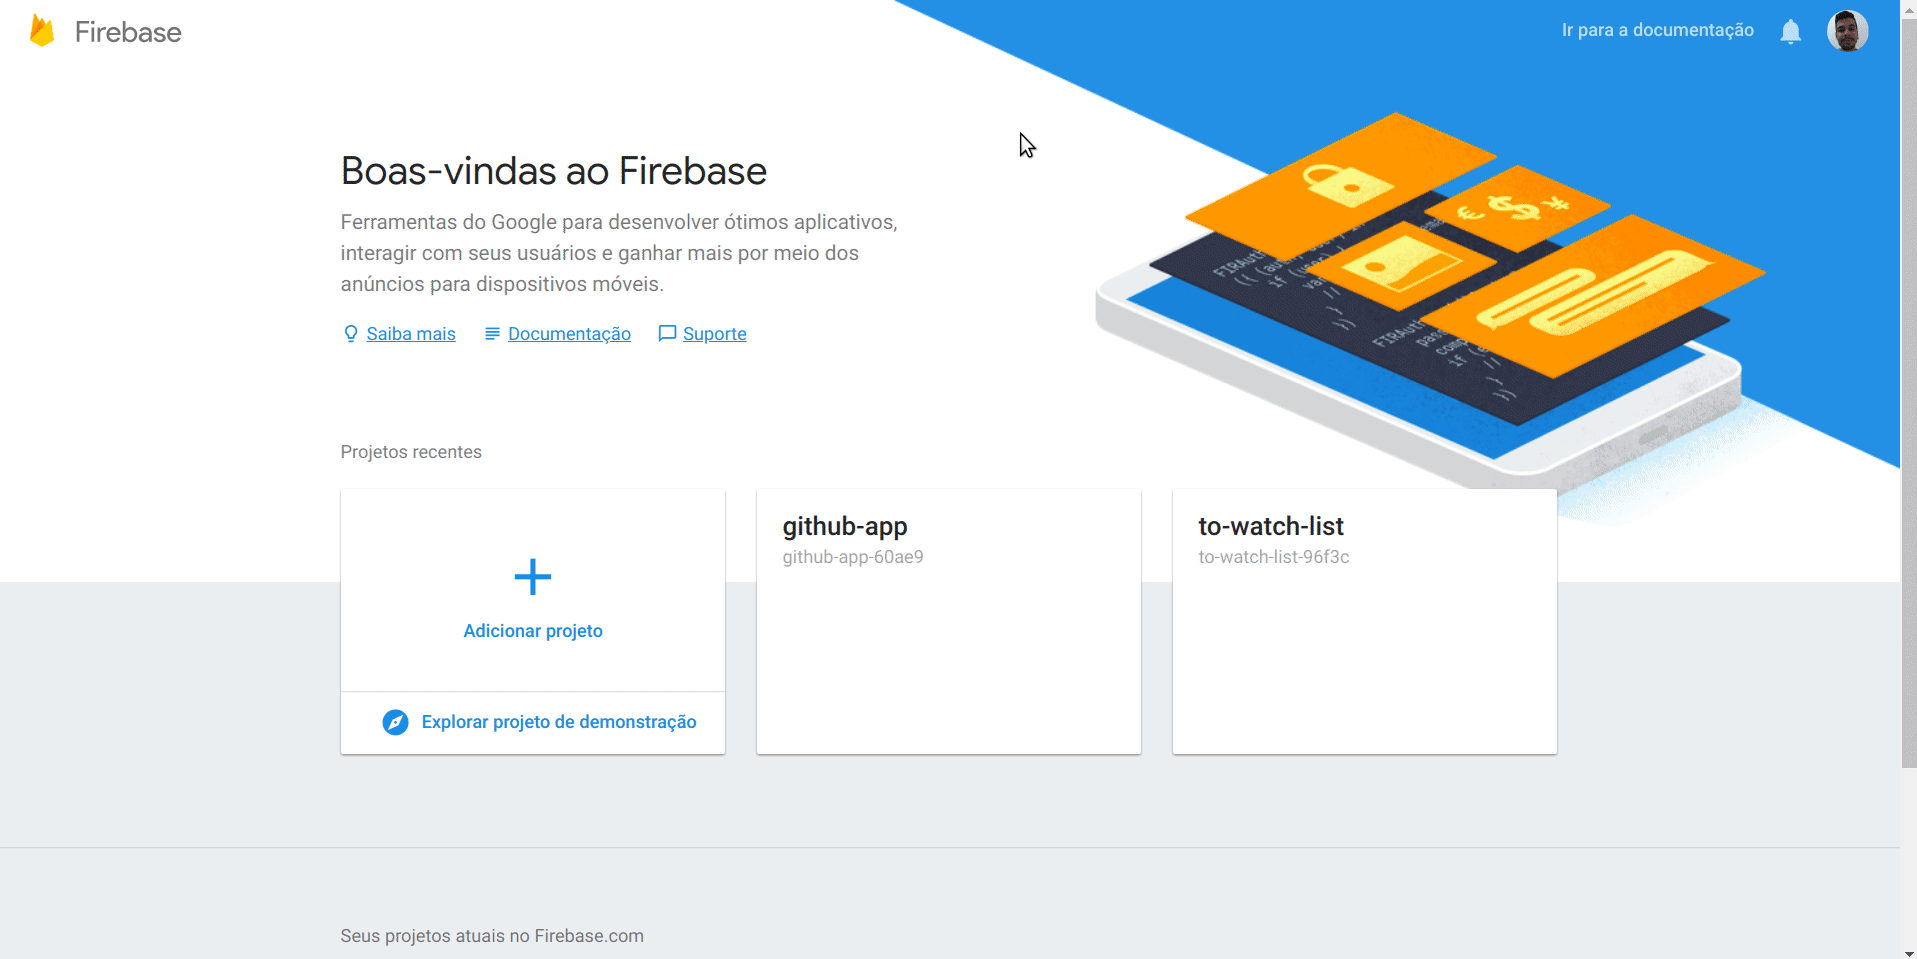 Firebase
Ir para a documentação
Boas-vindas ao Firebase
Ferramentas do Google para desenvolver ótimos aplicativos,
interagir com seus usuários e ganhar mais por meio dos
anúncios para dispositivos móveis.
Saiba mais
Documentação
Suporte
Projetos recentes
Adicionar projeto
Explorar projeto de demonstração
github-app
github-app-60ae9
to-watch-list
to-watch-list-96f3c
Seus projetos atuais no Firebase.com